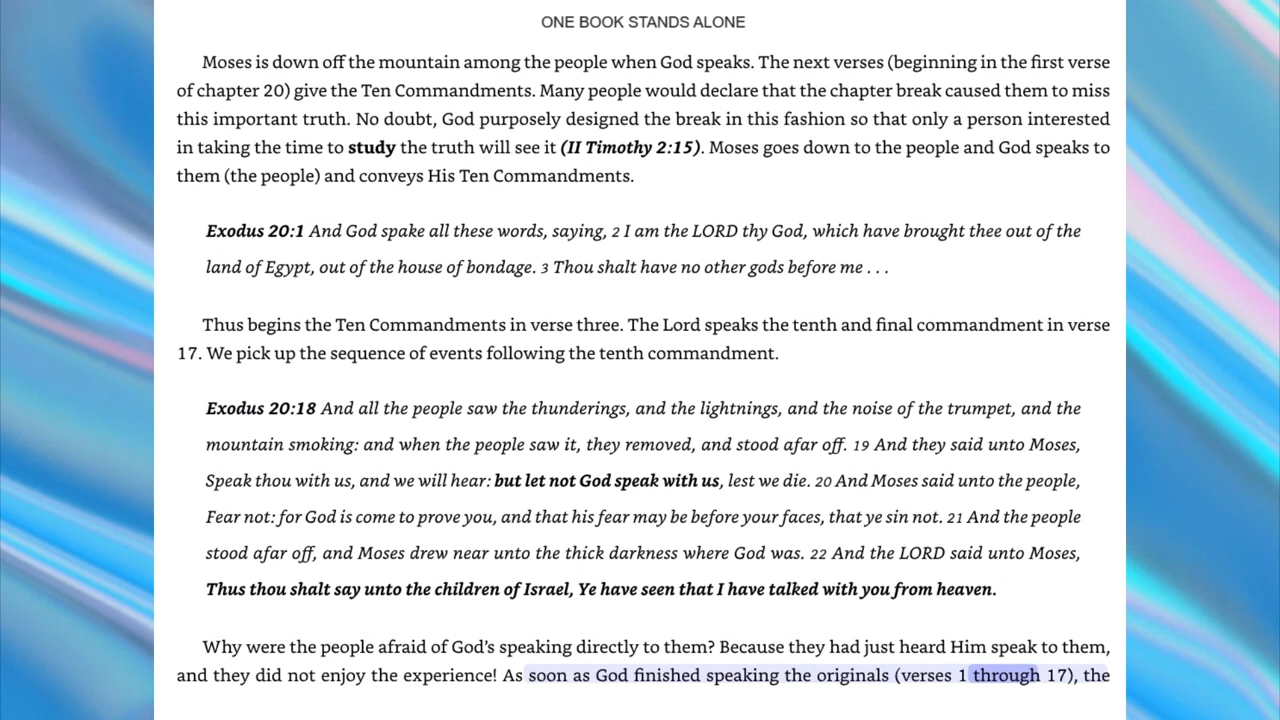 ONE BOOK STANDS ALONE
Moses is down off the mountain among the people when God speaks. The next verses (beginning in the first verse
of chapter 20) give the Ten Commandments. Many people would declare that the chapter break caused them to miss
this important truth. No doubt, God purposely designed the break in this fashion so that only a person interested
in taking the time to study the truth will see it (II Timothy 2:15). Moses goes down to the people and God speaks to
them (the people) and conveys His Ten Commandments.
Exodus 20:1 And God spake all these words, saying, 2 I am the LORD thy God, which have brought thee out of the
land of Egypt, out of the house of bondage. 3 Thou shalt have no other gods before me . . .
Thus begins the Ten Commandments in verse three. The Lord speaks the tenth and final commandment in verse
17. We pick up the sequence of events following the tenth commandment.
Exodus 20:18 And all the people saw the thunderings, and the lightnings, and the noise of the trumpet, and the
mountain smoking: and when the people saw it, they removed, and stood afar off. 19 And they said unto Moses,
Speak thou with us, and we will hear: but let not God speak with us, lest we die. 20 And Moses said unto the people,
Fear not: for God is come to prove you, and that his fear may be before your faces, that ye sin not. 21 And the people
stood afar off, and Moses drew near unto the thick darkness where God was. 22 And the LORD said unto Moses,
Thus thou shalt say unto the children of Israel, Ye have seen that I have talked with you from heaven.
Why were the people afraid of God's speaking directly to them? Because they had just heard Him speak to them,
and they did not enjoy the experience! As soon as God finished speaking the originals (verses 1 through 17), the